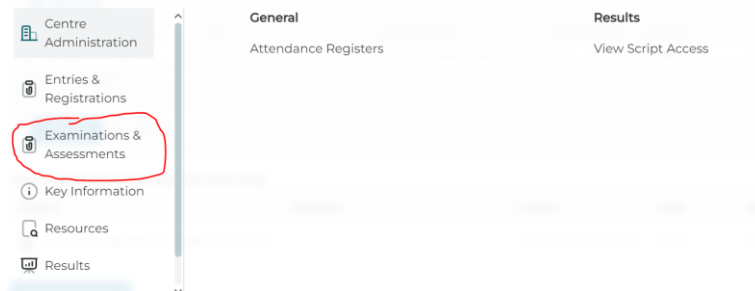 Centre
Administration
Entries &
Registrations
Examinations &
Assessments
Key Information
Resources
Results
General
Attendance Registers
Results
View Script Access